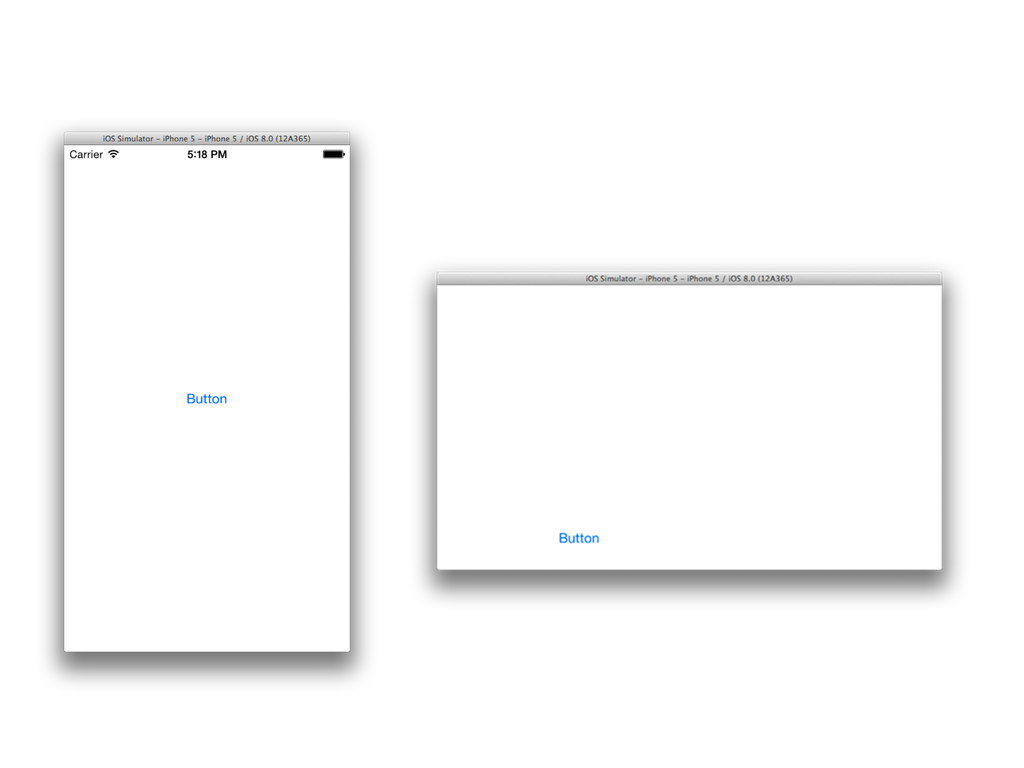 iOS Simulator – iPhone 5 – iPhone 5 / iOS 8.0 (12A365)
Carrier 5:18 PM
Button
iOS Simulator – iPhone 5 – iPhone 5 / iOS 8.0 (12A365)
Button